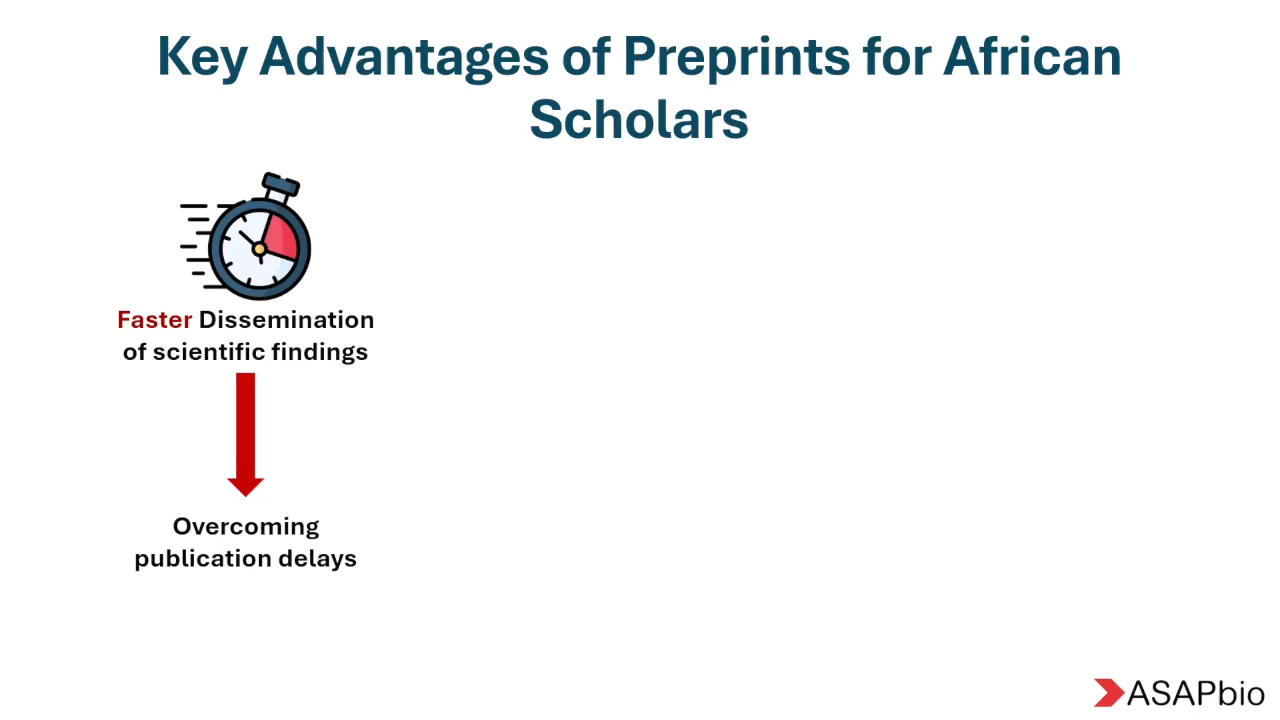 Key Advantages of Preprints for African
Scholars
Faster Dissemination
of scientific findings
Overcoming
publication delays
ASAPbio